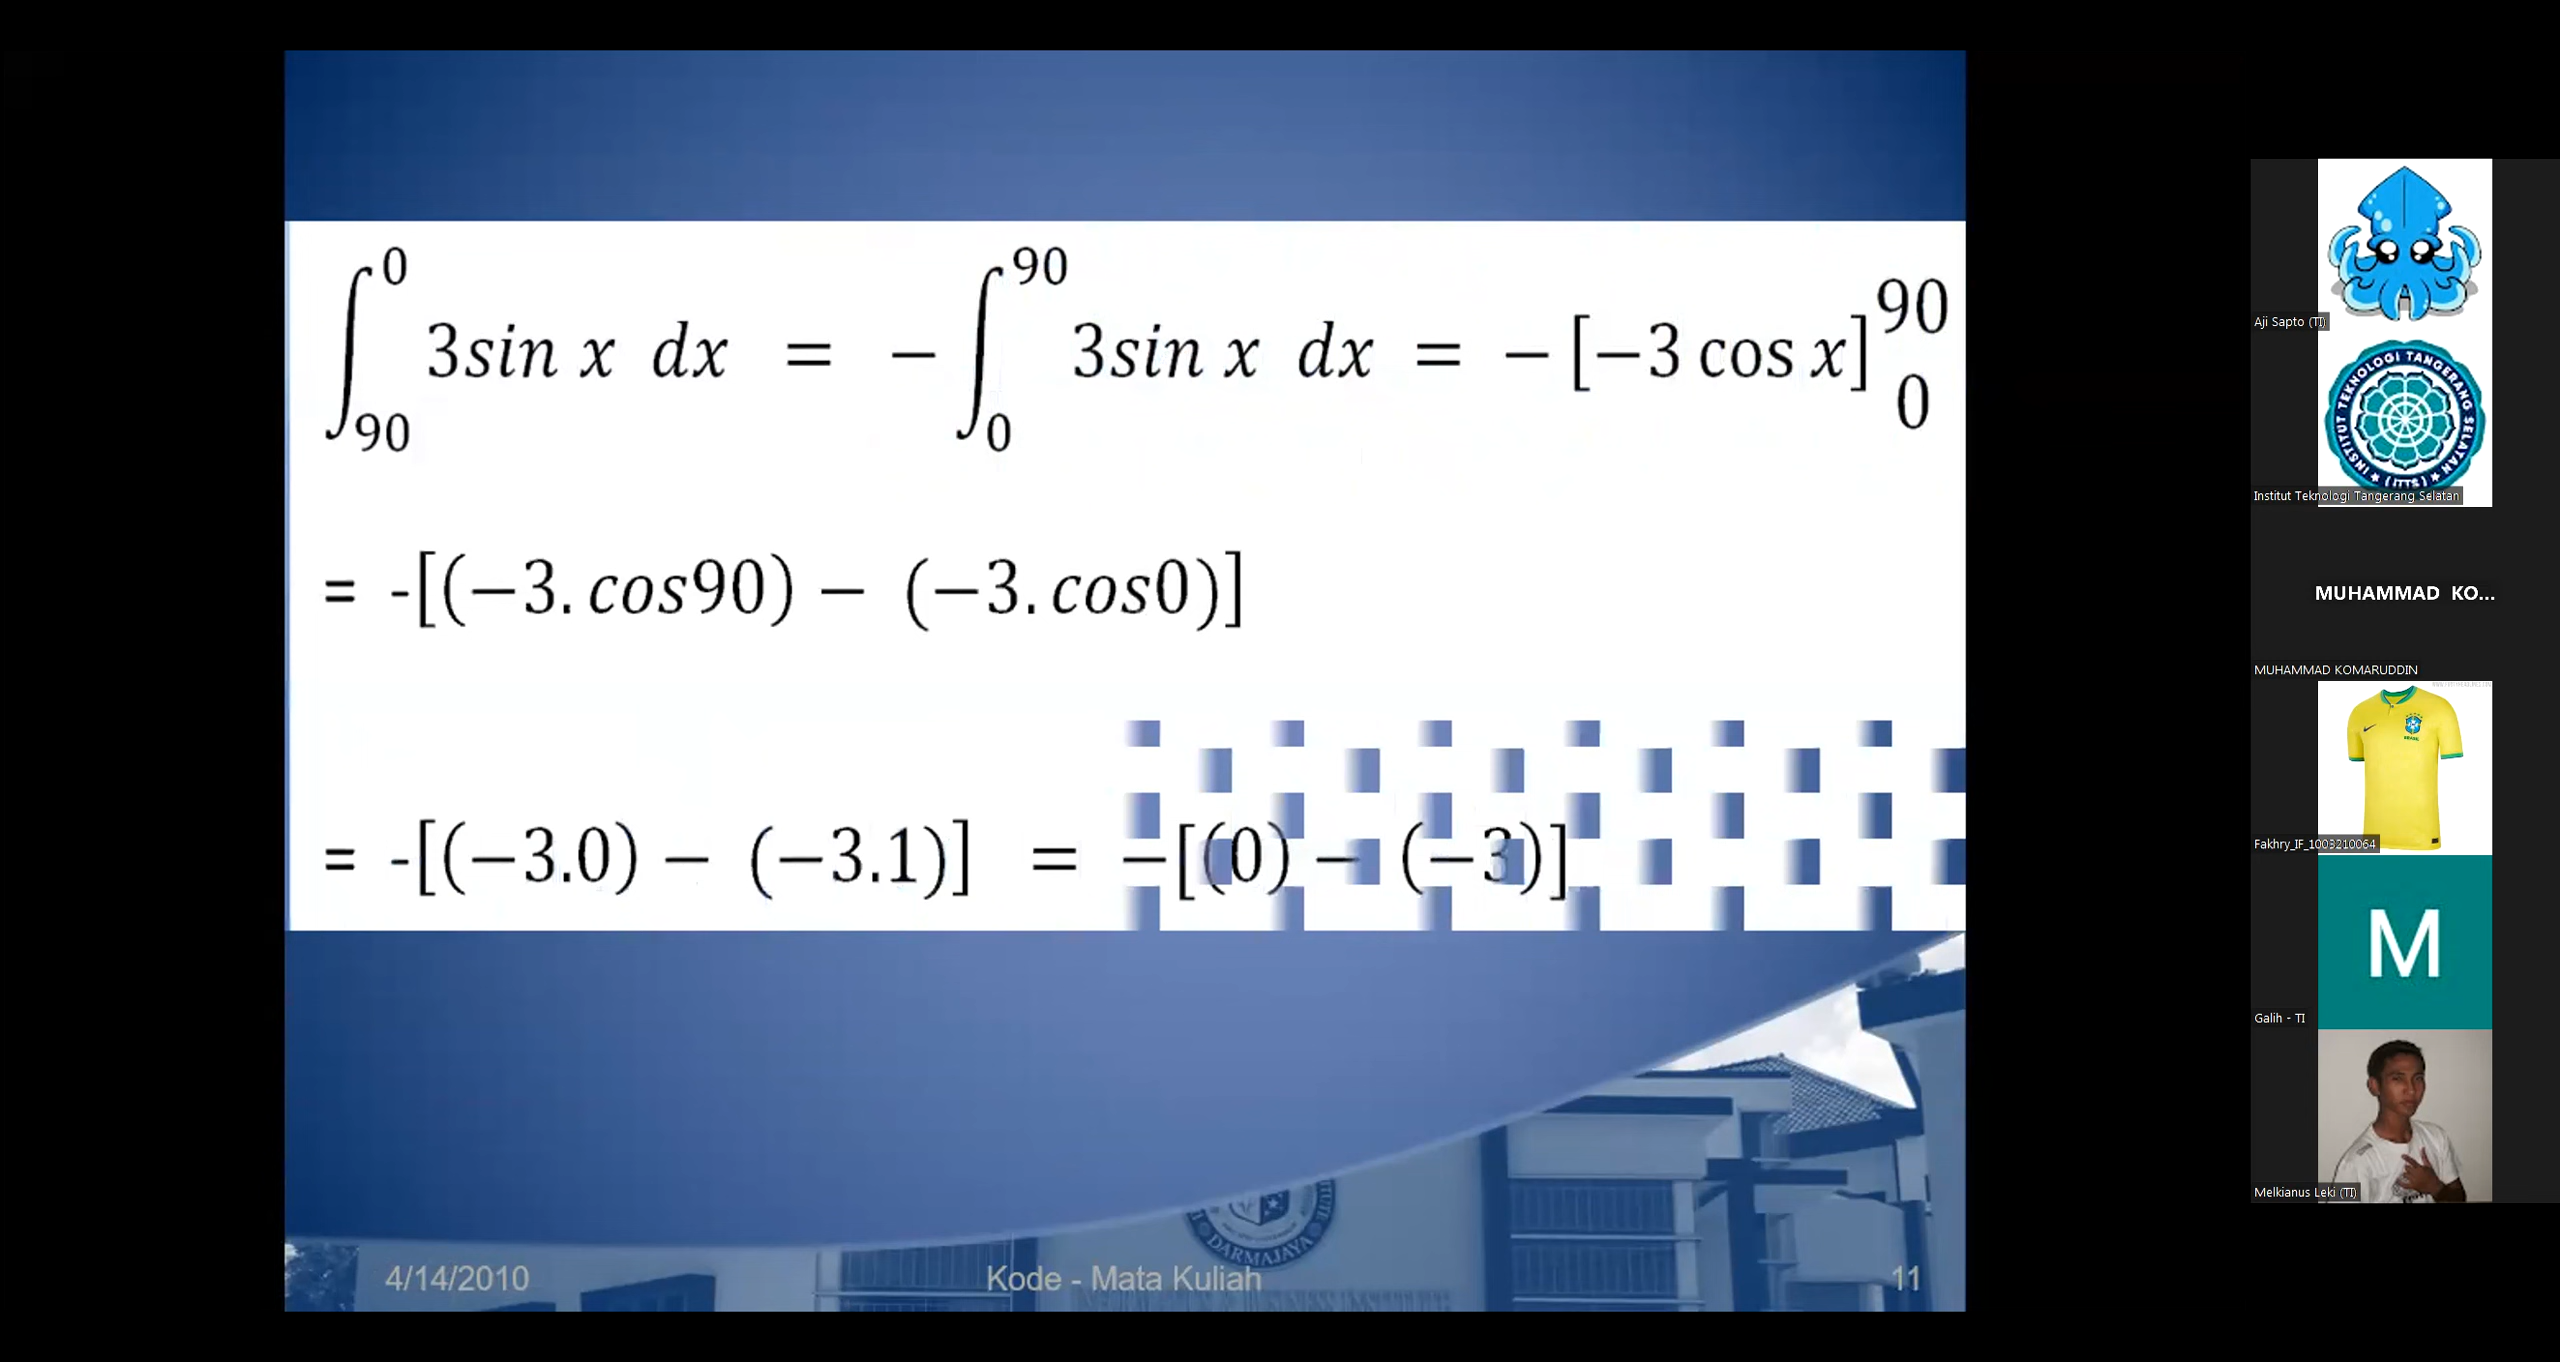 ∫₉₀⁰ 3sin x dx = − ∫₀⁹⁰ 3sin x dx = − [−3 cos x]₀⁹⁰
= -[(−3. cos90) − (−3. cos0)]
= -[(−3.0) − (−3.1)] = −[(0) − (−3)]
DARMAJAYA
4/14/2010
Kode - Mata Kuliah
11
Aji Sapto (TI)
INSTITUT TEKNOLOGI TANGERANG SELATAN
(ITTS)
Institut Teknologi Tangerang Selatan
MUHAMMAD KO...
MUHAMMAD KOMARUDDIN
BRASIL
Fakhry_IF_1003210064
M
Galih - TI
Melkianus Leki (TI)